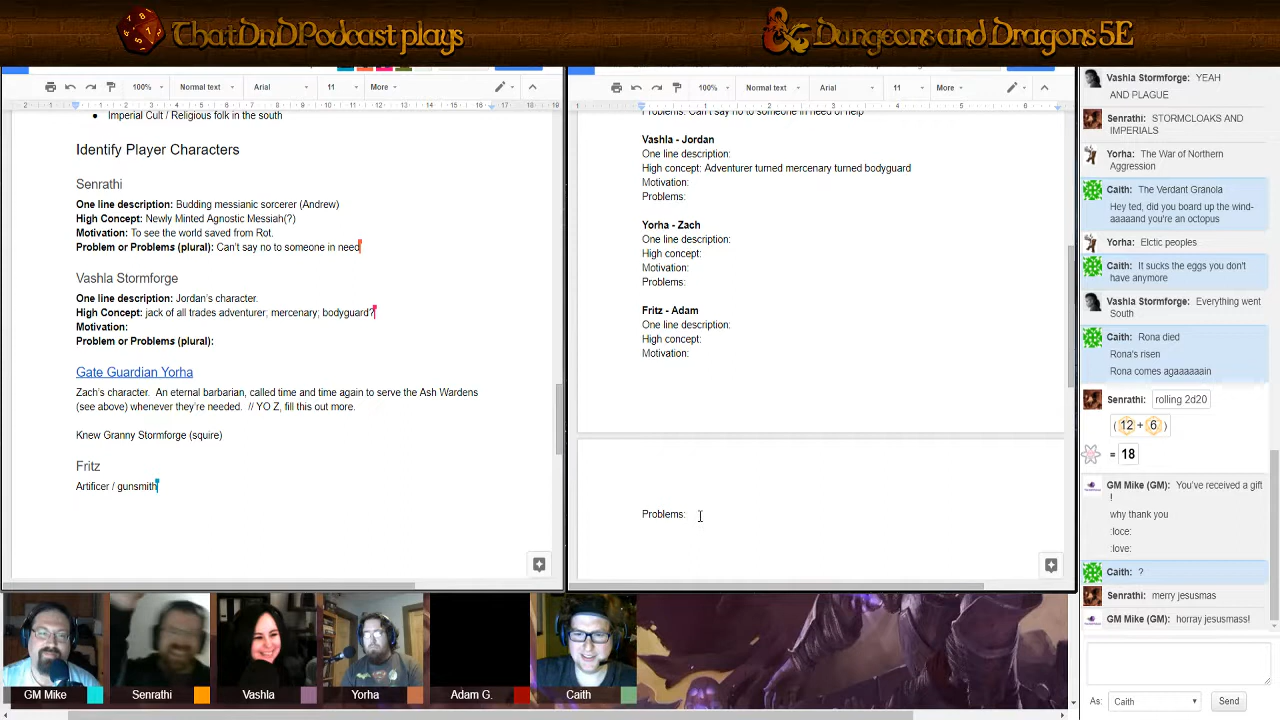 ThatDnDPodcast plays
Dungeons and Dragons 5E
100%
Normal text
Arial
11
More
Imperial Cult / Religious folk in the south
Identify Player Characters
Senrathi
One line description: Budding messianic sorcerer (Andrew)
High Concept: Newly Minted Agnostic Messiah(?)
Motivation: To see the world saved from Rot.
Problem or Problems (plural): Can't say no to someone in need
Vashla Stormforge
One line description: Jordan's character.
High Concept: jack of all trades adventurer; mercenary; bodyguard?
Motivation:
Problem or Problems (plural):
Gate Guardian Yorha
Zach's character. An eternal barbarian, called time and time again to serve the Ash Wardens
(see above) whenever they're needed. // YO Z, fill this out more.
Knew Granny Stormforge (squire)
Fritz
Artificer / gunsmith
100%
Normal text
Arial
11
More
Problems: Can't say no to someone in need of help
Vashla - Jordan
One line description:
High concept: Adventurer turned mercenary turned bodyguard
Motivation:
Problems:
Yorha - Zach
One line description:
High concept:
Motivation:
Problems:
Fritz - Adam
One line description:
High concept:
Motivation:
Problems:
Vashla Stormforge: YEAH
AND PLAGUE
Senrathi: STORMCLOAKS AND
IMPERIALS
Yorha: The War of Northern
Aggression
Caith: The Verdant Granola
Hey ted, did you board up the wind-
aaaaand you're an octopus
Yorha: Elctic peoples
Caith: It sucks the eggs you don't
have anymore
Vashla Stormforge: Everything went
South
Caith: Rona died
Rona's risen
Rona comes agaaaaaain
Senrathi: rolling 2d20
(12 + 6)
= 18
GM Mike (GM): You've received a gift
!
why thank you
:loce:
:love:
Caith: ?
Senrathi: merry jesusmas
GM Mike (GM): horray jesusmass!
As: Caith
Send
GM Mike
Senrathi
Vashla
Yorha
Adam G.
Caith